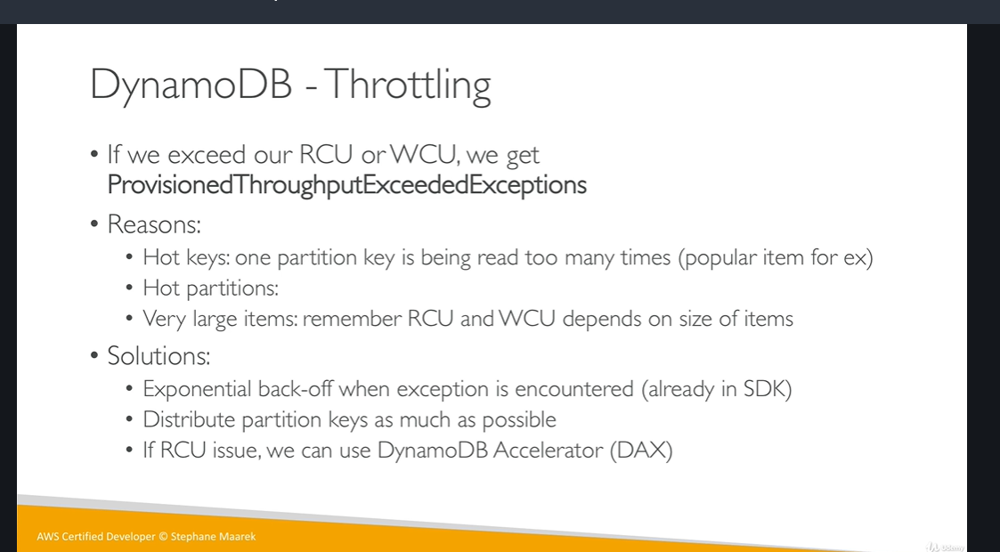 DynamoDB - Throttling
• If we exceed our RCU or WCU, we get
ProvisionedThroughputExceededExceptions
• Reasons:
• Hot keys: one partition key is being read too many times (popular item for ex)
• Hot partitions:
• Very large items: remember RCU and WCU depends on size of items
• Solutions:
• Exponential back-off when exception is encountered (already in SDK)
• Distribute partition keys as much as possible
• If RCU issue, we can use DynamoDB Accelerator (DAX)
AWS Certified Developer © Stephane Maarek
Udemy